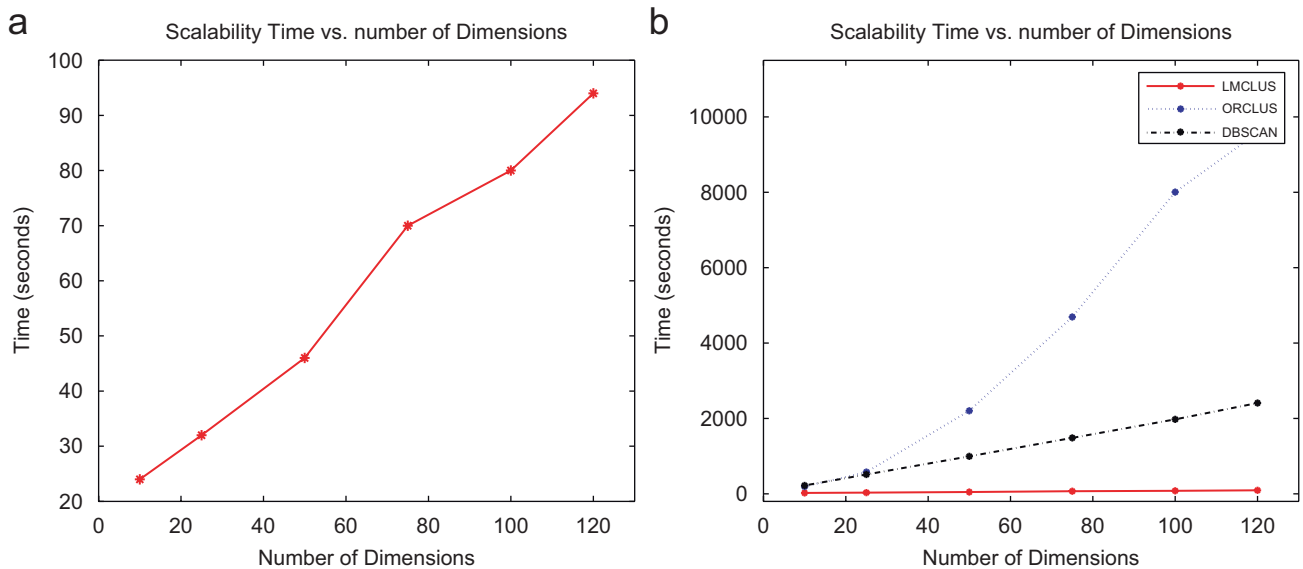 a
Scalability Time vs. number of Dimensions
100
90
80
70
60
50
40
30
20
Time (seconds)
0
20
40
60
80
100
120
Number of Dimensions
b
Scalability Time vs. number of Dimensions
LMCLUS
ORCLUS
DBSCAN
10000
8000
6000
4000
2000
0
Time (seconds)
0
20
40
60
80
100
120
Number of Dimensions